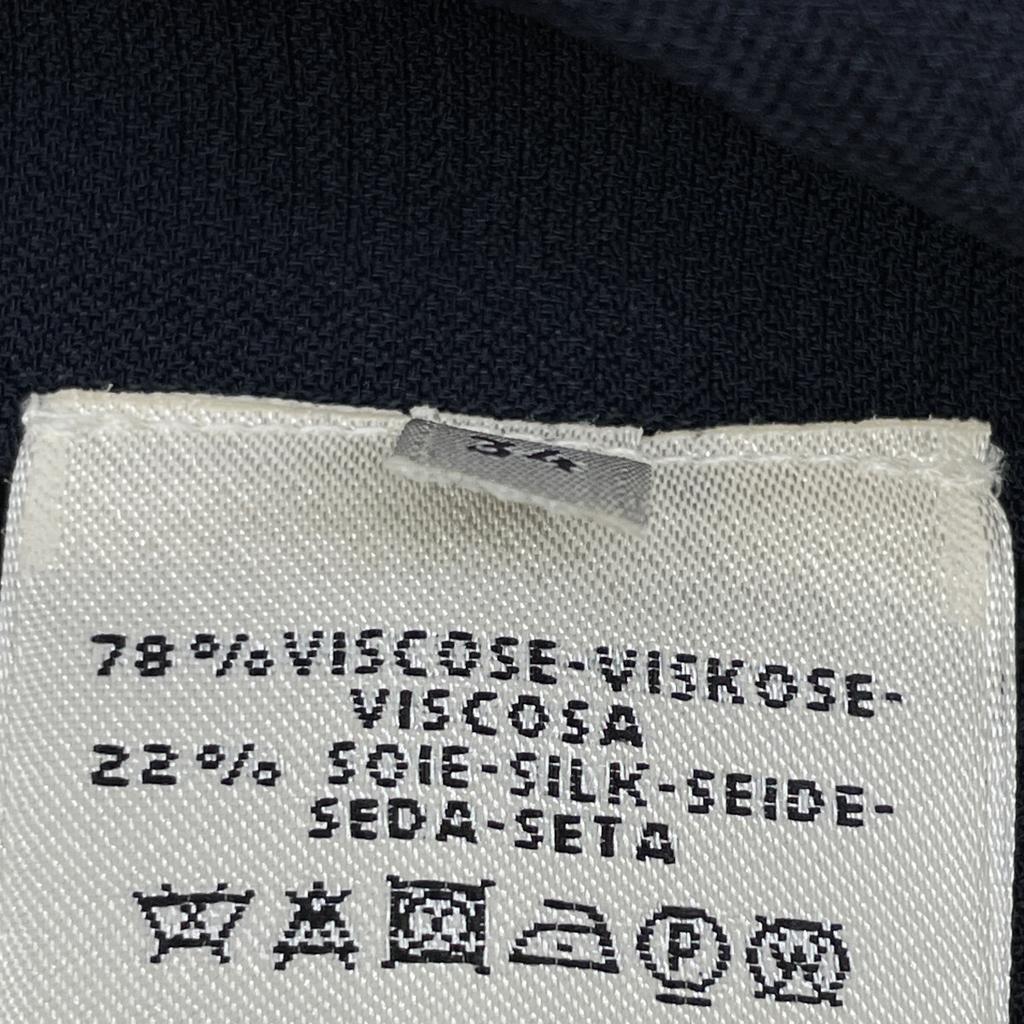 34
78%VISCOSE-VISKOSE-
VISCOSA
22% SOIE-SILK-SEIDE-
SEDA-SETA
P
W